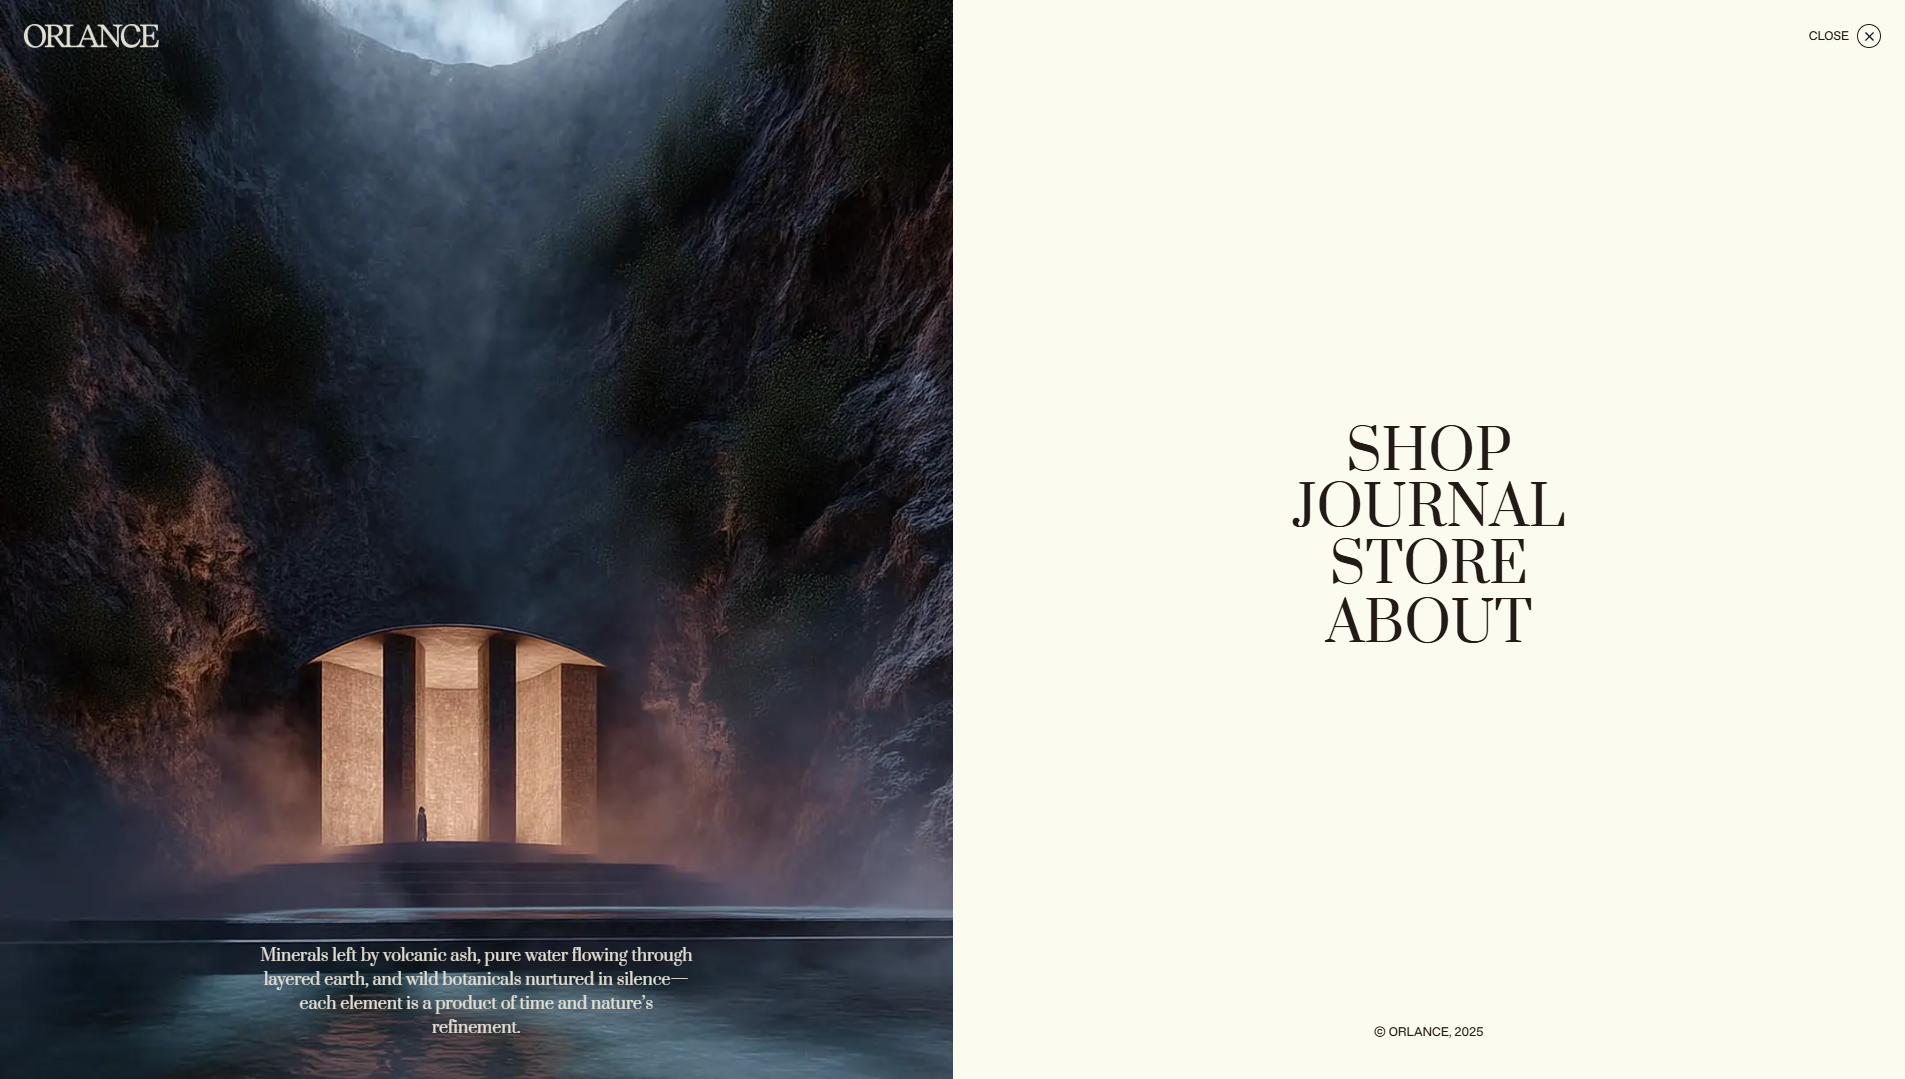 ORLANCE
CLOSE
SHOP
JOURNAL
STORE
ABOUT
Minerals left by volcanic ash, pure water flowing through
layered earth, and wild botanicals nurtured in silence—
each element is a product of time and nature’s
refinement.
© ORLANCE, 2025